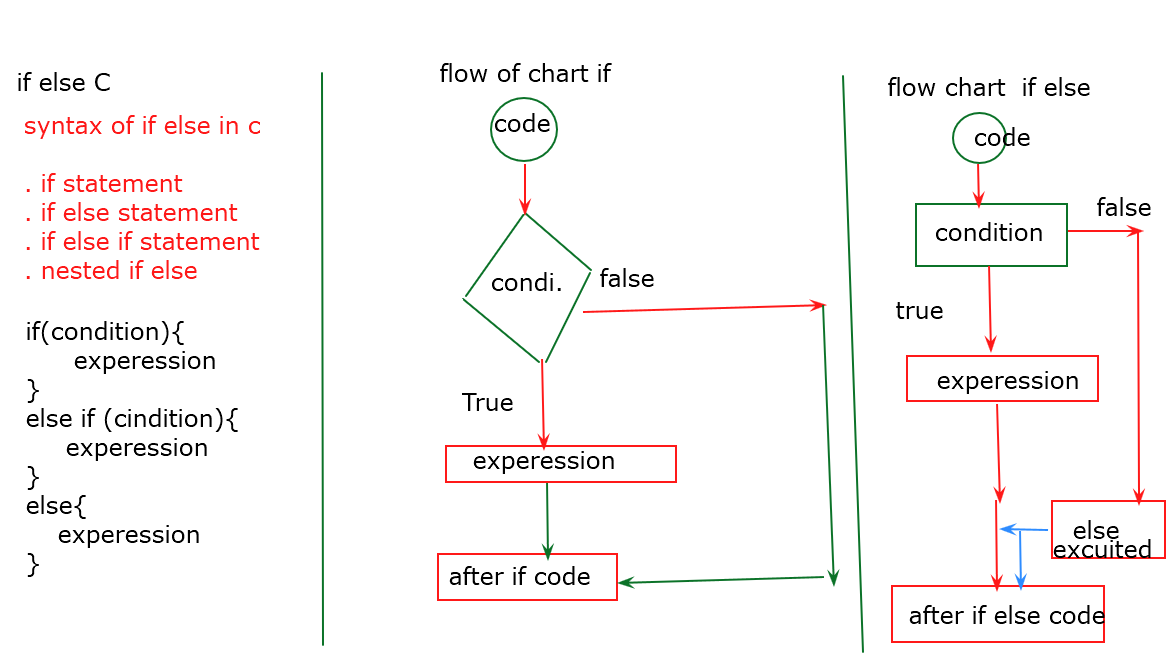 if else C
syntax of if else in c
. if statement
. if else statement
. if else if statement
. nested if else
if(condition){
experession
}
else if (cindition){
experession
}
else{
experession
}
flow of chart if
code
condi.
false
True
experession
after if code
flow chart  if else
code
false
condition
true
experession
else
excuited
after if else code